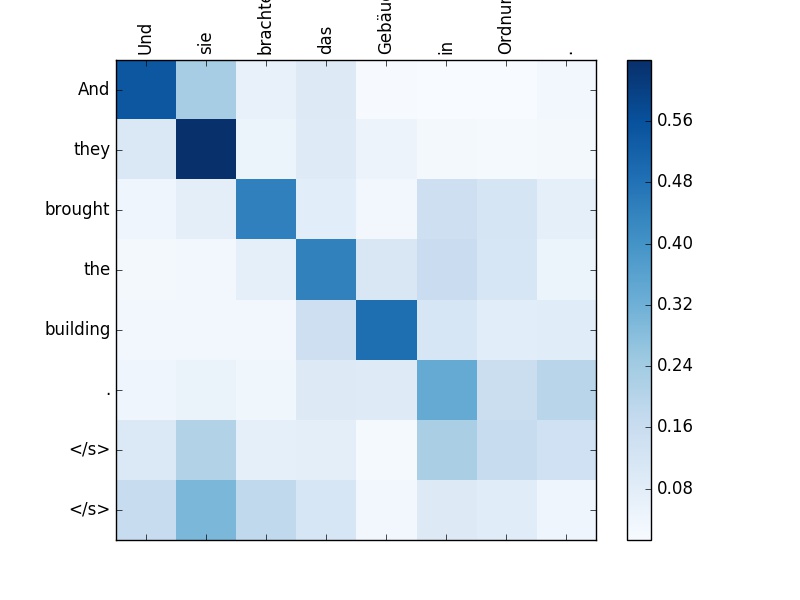 Und sie brachte das Gebäud in Ordnun .
And
they
brought
the
building
.
</s>
</s>
0.56
0.48
0.40
0.32
0.24
0.16
0.08